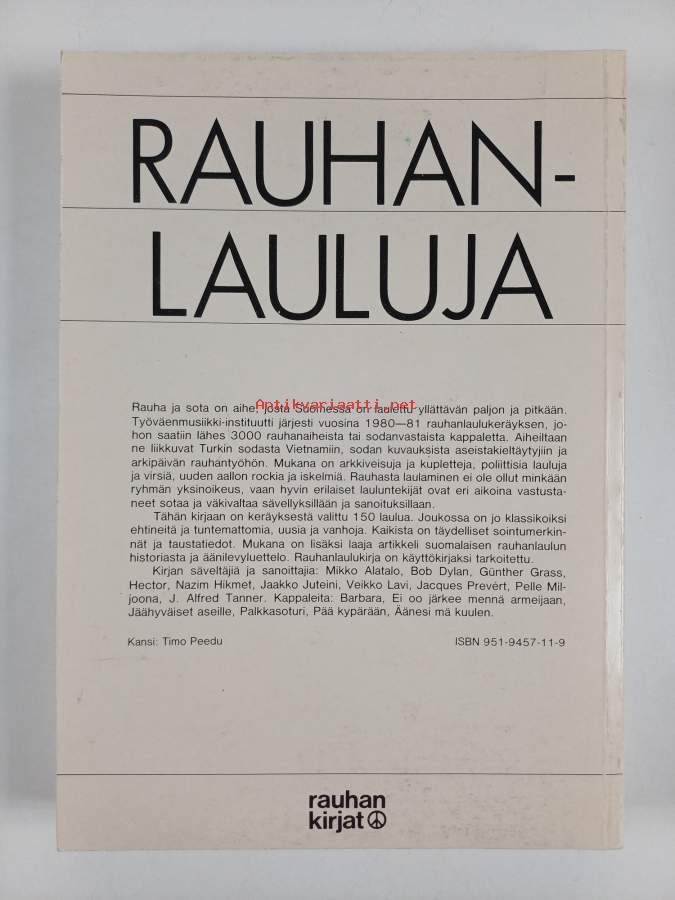 RAUHAN-
LAULUJA
Antikvariaatti.net
Rauha ja sota on aihe, josta Suomessa on laulettu yllättävän paljon ja pitkään.
Työväenmusiikki-instituutti järjesti vuosina 1980—81 rauhanlaulukeräyksen, jo-
hon saatiin lähes 3000 rauhanaiheista tai sodanvastaista kappaletta. Aiheiltaan
ne liikkuvat Turkin sodasta Vietnamiin, sodan kuvauksista aseistakieltäytyjiin ja
arkipäivän rauhantyöhön. Mukana on arkkiveisuja ja kupletteja, poliittisia lauluja
ja virsiä, uuden aallon rockia ja iskelmiä. Rauhasta laulaminen ei ole ollut minkään
ryhmän yksinoikeus, vaan hyvin erilaiset lauluntekijät ovat eri aikoina vastusta-
neet sotaa ja väkivaltaa sävellyksillään ja sanoituksillaan.
Tähän kirjaan on keräyksestä valittu 150 laulua. Joukossa on jo klassikoiksi
ehtineitä ja tuntemattomia, uusia ja vanhoja. Kaikista on täydelliset sointumerkin-
nät ja taustatiedot. Mukana on lisäksi laaja artikkeli suomalaisen rauhanlaulun
historiasta ja äänilevyluettelo. Rauhanlaulukirja on käyttökirjaksi tarkoitettu.
Kirjan säveltäjiä ja sanoittajia: Mikko Alatalo, Bob Dylan, Günther Grass,
Hector, Nazim Hikmet, Jaakko Juteini, Veikko Lavi, Jacques Prevért, Pelle Mil-
joona, J. Alfred Tanner. Kappaleita: Barbara, Ei oo järkee mennä armeijaan,
Jäähyväiset aseille, Palkkasoturi, Pää kypärään, Äänesi mä kuulen.
Kansi: Timo Peedu ISBN 951-9457-11-9
rauhan
kirjat